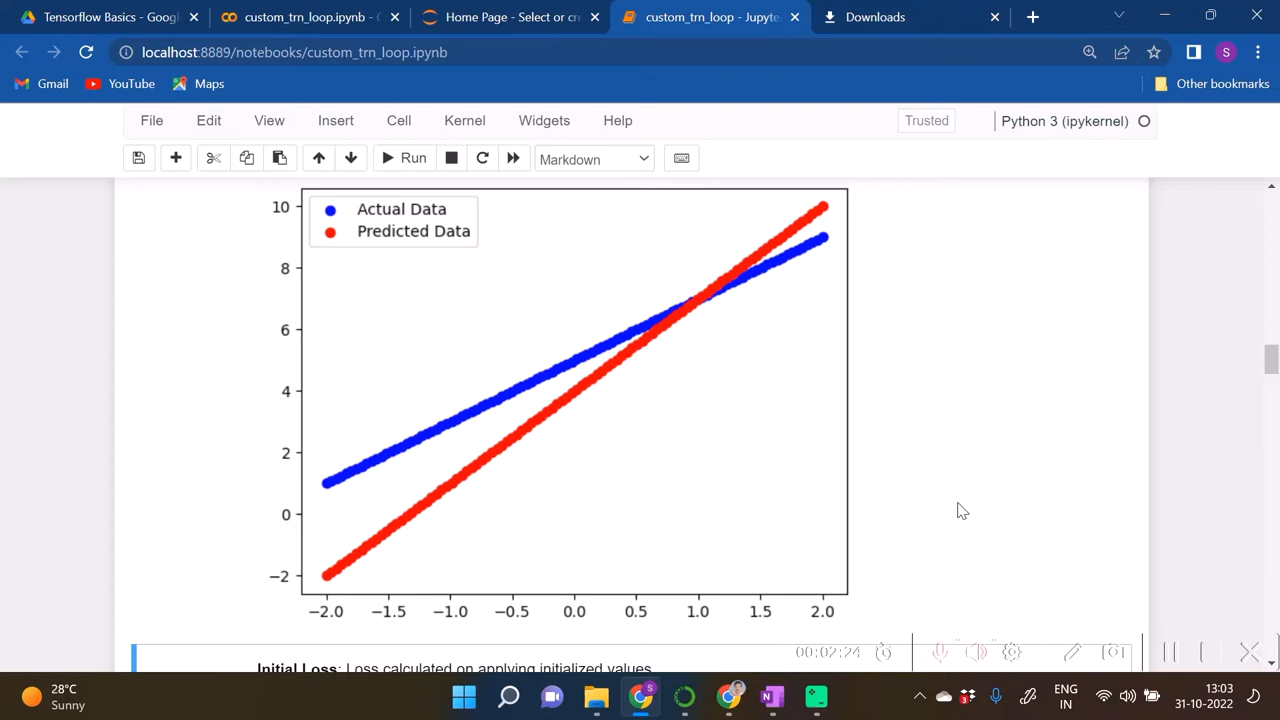 Tensorflow Basics - Googl
custom_trn_loop.ipynb - C
Home Page - Select or cre
custom_trn_loop - Jupyte
Downloads
localhost:8889/notebooks/custom_trn_loop.ipynb
S
Gmail
YouTube
Maps
Other bookmarks
File Edit View Insert Cell Kernel Widgets Help
Trusted
Python 3 (ipykernel)
Run
Markdown
Actual Data
Predicted Data
10
8
6
4
2
0
−2
−2.0 −1.5 −1.0 −0.5 0.0 0.5 1.0 1.5 2.0
Initial Loss: Loss calculated on applying initialized values
00:02:24
28°C
Sunny
ENG
IN
13:03
31-10-2022